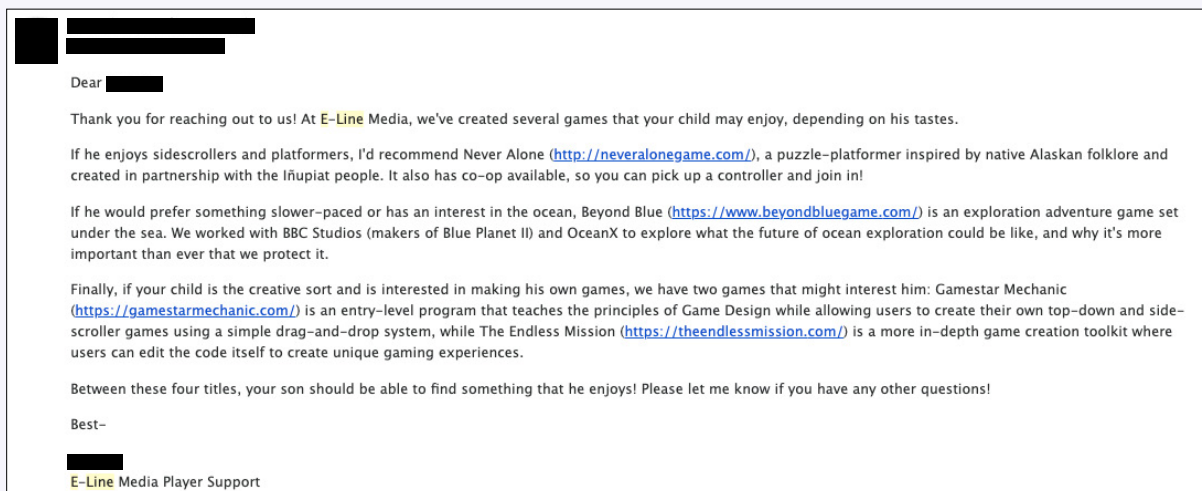 Dear
Thank you for reaching out to us! At E-Line Media, we've created several games that your child may enjoy, depending on his tastes.
If he enjoys sidescrollers and platformers, I'd recommend Never Alone (http://neveralonegame.com/), a puzzle-platformer inspired by native Alaskan folklore and
created in partnership with the Iñupiat people. It also has co-op available, so you can pick up a controller and join in!
If he would prefer something slower-paced or has an interest in the ocean, Beyond Blue (https://www.beyondbluegame.com/) is an exploration adventure game set
under the sea. We worked with BBC Studios (makers of Blue Planet II) and OceanX to explore what the future of ocean exploration could be like, and why it's more
important than ever that we protect it.
Finally, if your child is the creative sort and is interested in making his own games, we have two games that might interest him: Gamestar Mechanic
(https://gamestarmechanic.com/) is an entry-level program that teaches the principles of Game Design while allowing users to create their own top-down and side-
scroller games using a simple drag-and-drop system, while The Endless Mission (https://theendlessmission.com/) is a more in-depth game creation toolkit where
users can edit the code itself to create unique gaming experiences.
Between these four titles, your son should be able to find something that he enjoys! Please let me know if you have any other questions!
Best-
E-Line Media Player Support